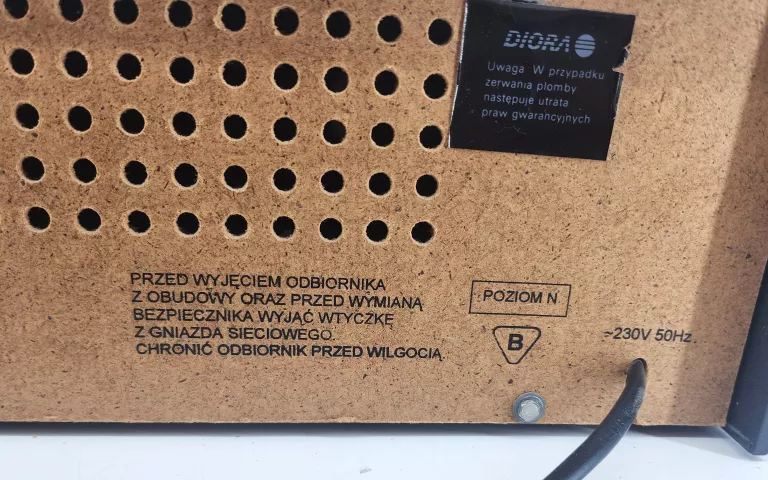 DIORA
Uwaga W przypadku
zerwania plomby
następuje utrata
praw gwarancyjnych
PRZED WYJĘCIEM ODBIORNIKA
Z OBUDOWY ORAZ PRZED WYMIANĄ
BEZPIECZNIKA WYJĄĆ WTYCZKĘ
Z GNIAZDA SIECIOWEGO.
CHRONIĆ ODBIORNIK PRZED WILGOCIĄ.
POZIOM N
B
~230V 50Hz